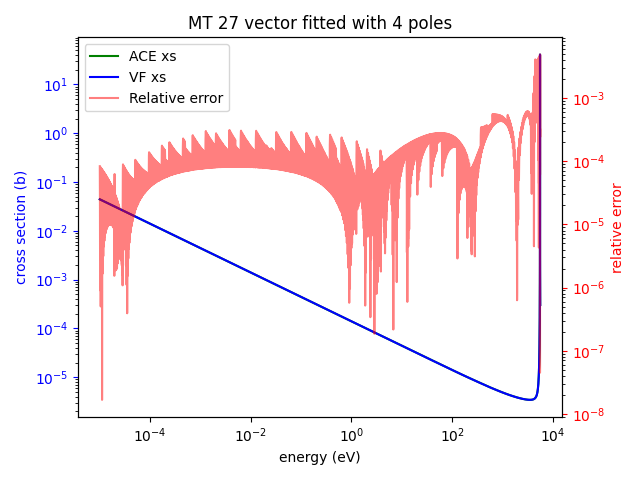 MT 27 vector fitted with 4 poles
ACE xs
VF xs
Relative error
cross section (b)
10^1
10^0
10^-1
10^-2
10^-3
10^-4
10^-5
10^-3
10^-4
10^-5
10^-6
10^-7
10^-8
relative error
10^-4
10^-2
10^0
10^2
10^4
energy (eV)